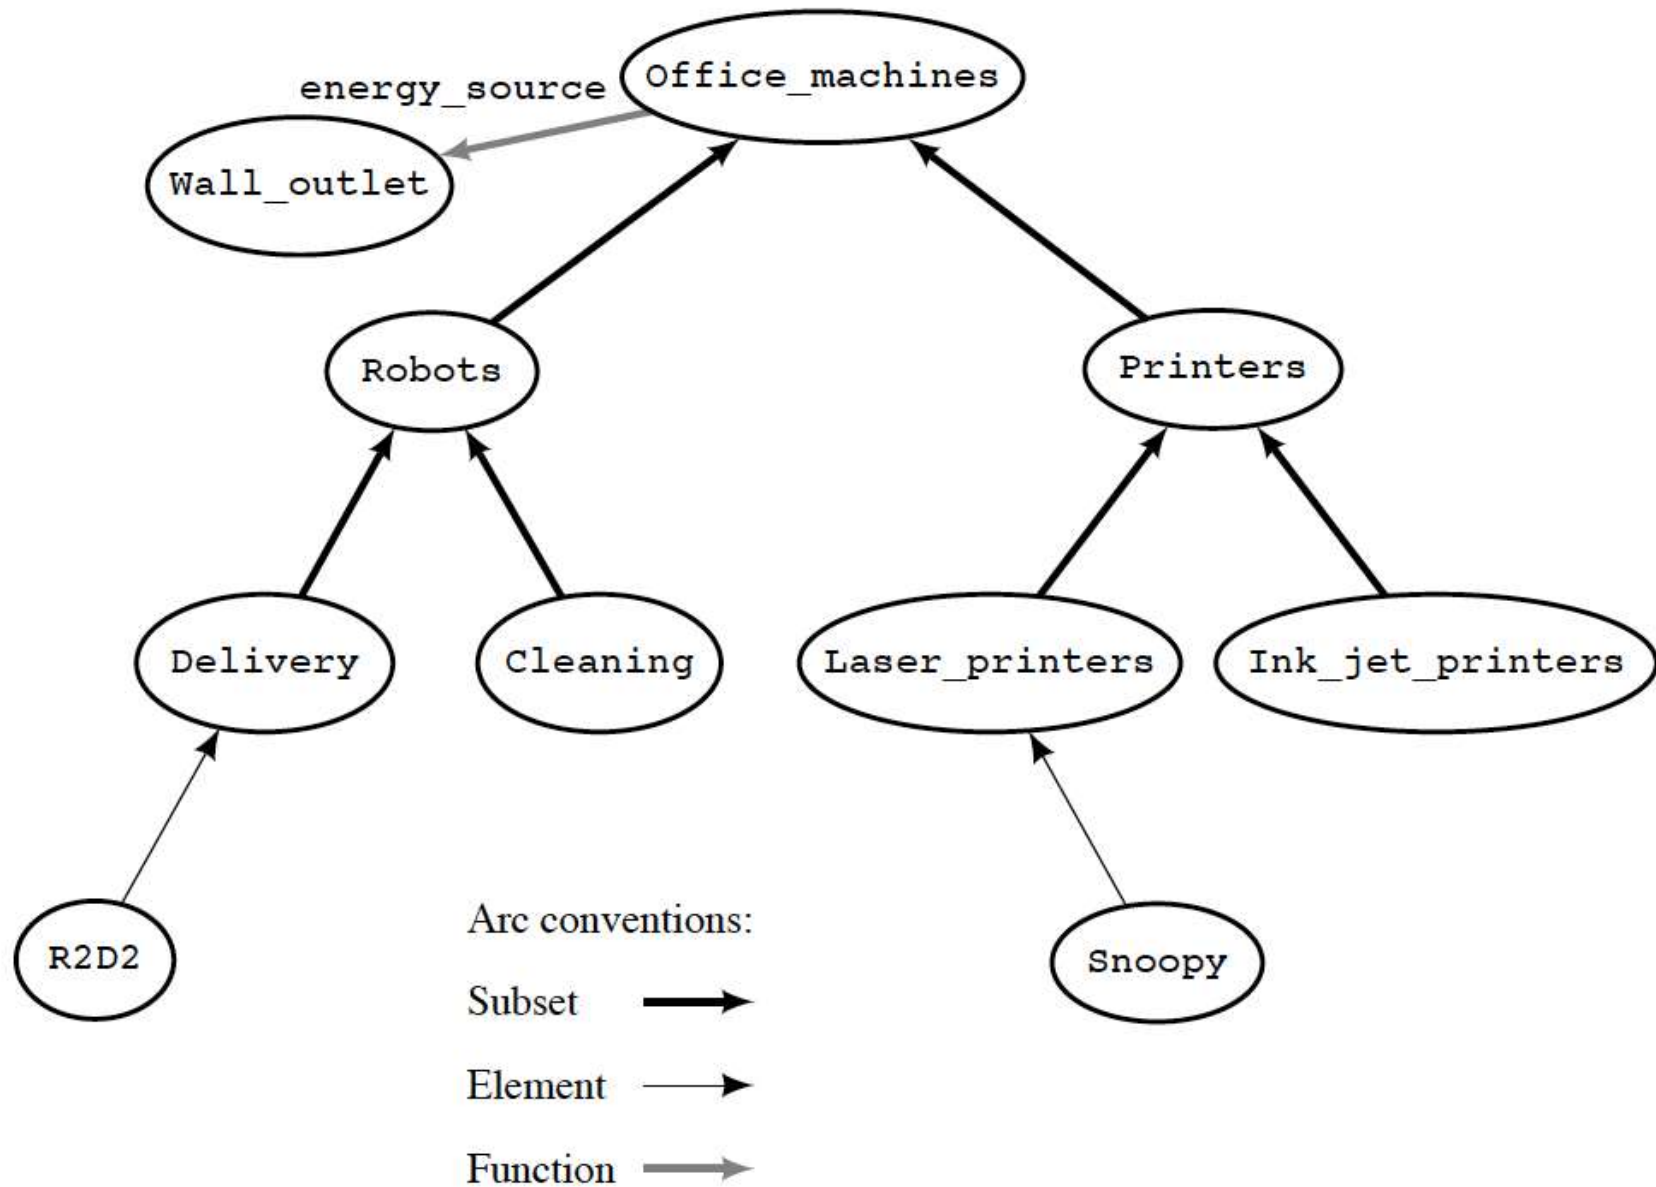 Office_machines
energy_source
Wall_outlet
Robots
Printers
Delivery
Cleaning
Laser_printers
Ink_jet_printers
R2D2
Snoopy
Arc conventions:
Subset
Element
Function